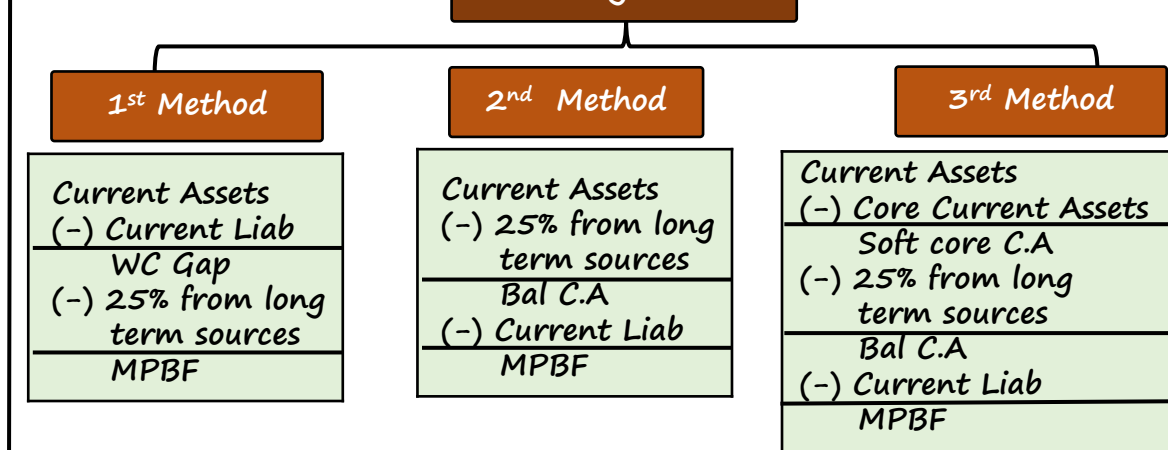 1st Method
Current Assets
(-) Current Liab
WC Gap
(-) 25% from long
term sources
MPBF
2nd Method
Current Assets
(-) 25% from long
term sources
Bal C.A
(-) Current Liab
MPBF
3rd Method
Current Assets
(-) Core Current Assets
Soft core C.A
(-) 25% from long
term sources
Bal C.A
(-) Current Liab
MPBF